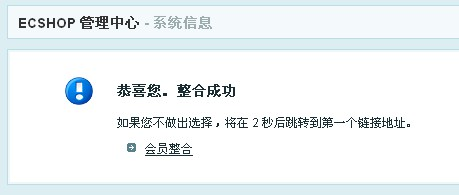 ECSHOP 管理中心 - 系统信息
恭喜您。整合成功
如果您不做出选择，将在 2 秒后跳转到第一个链接地址。
会员整合